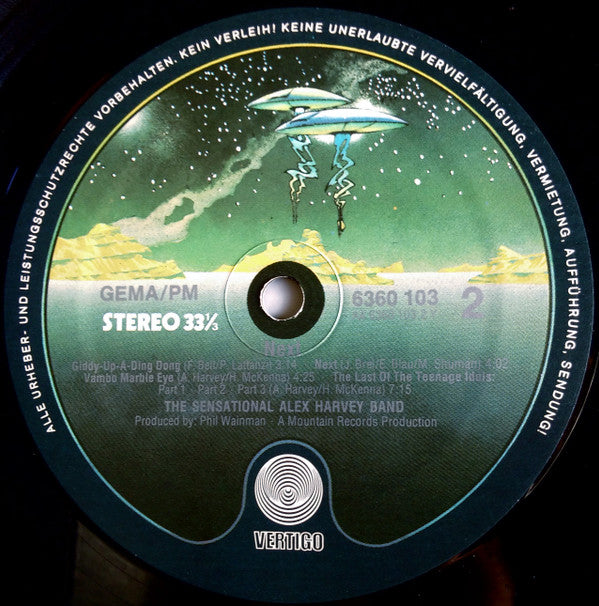 ALLE URHEBER- UND LEISTUNGSSCHUTZRECHTE VORBEHALTEN. KEIN VERLEIH! KEINE UNERLAUBTE VERVIELFÄLTIGUNG, VERMIETUNG, AUFFÜHRUNG, SENDUNG!
GEMA/PM 6360 103 2
STEREO 33⅓
Next
Giddy-Up-A-Ding Dong (F. Bell/P. Lattanzi) 3:14 Next (J. Brel/E. Blau/M. Shuman) 4:02
Vambo Marble Eye (A. Harvey/H. McKenna) 4:25 The Last Of The Teenage Idols:
Part 1 - Part 2 - Part 3 (A. Harvey/H. McKenna) 7:15
THE SENSATIONAL ALEX HARVEY BAND
Produced by: Phil Wainman - A Mountain Records Production
VERTIGO